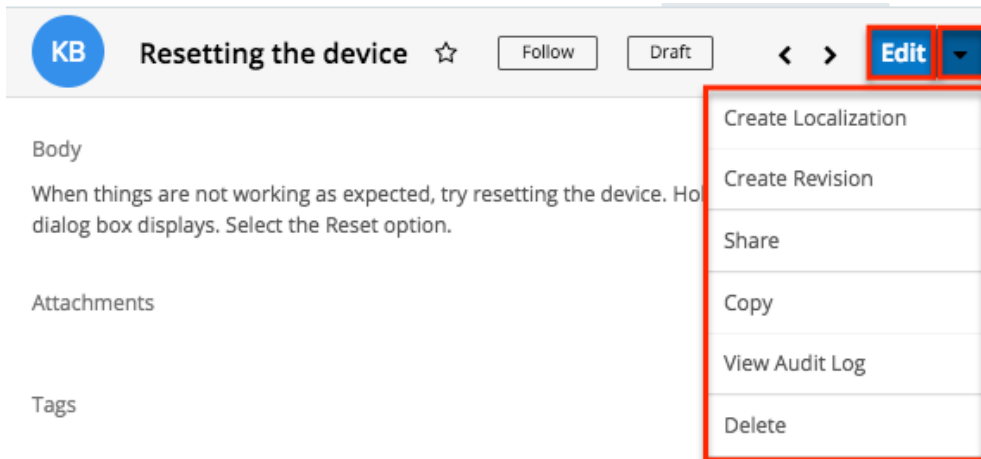 KB Resetting the device Follow Draft Edit
Create Localization
Body
Create Revision
When things are not working as expected, try resetting the device.
dialog box displays. Select the Reset option.
Share
Attachments
Copy
View Audit Log
Tags
Delete